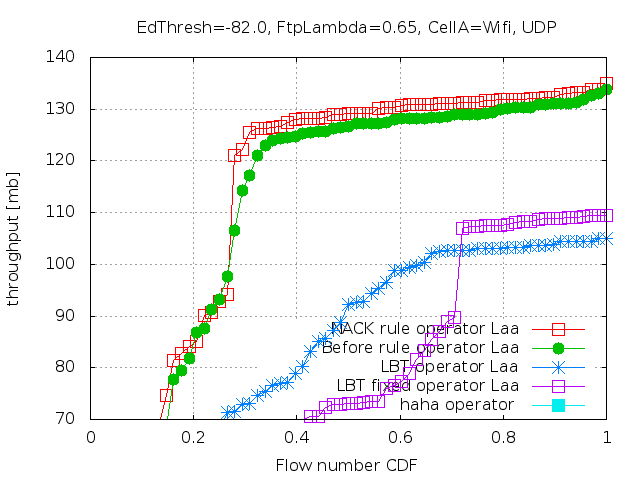 EdThresh=-82.0, FtpLambda=0.65, CellA=Wifi, UDP
140
130
120
110
100
90
80
70
throughput [mb]
NACK rule operator Laa
Before rule operator Laa
LBT operator Laa
LBT fixed operator Laa
haha operator
0
0.2
0.4
0.6
0.8
1
Flow number CDF